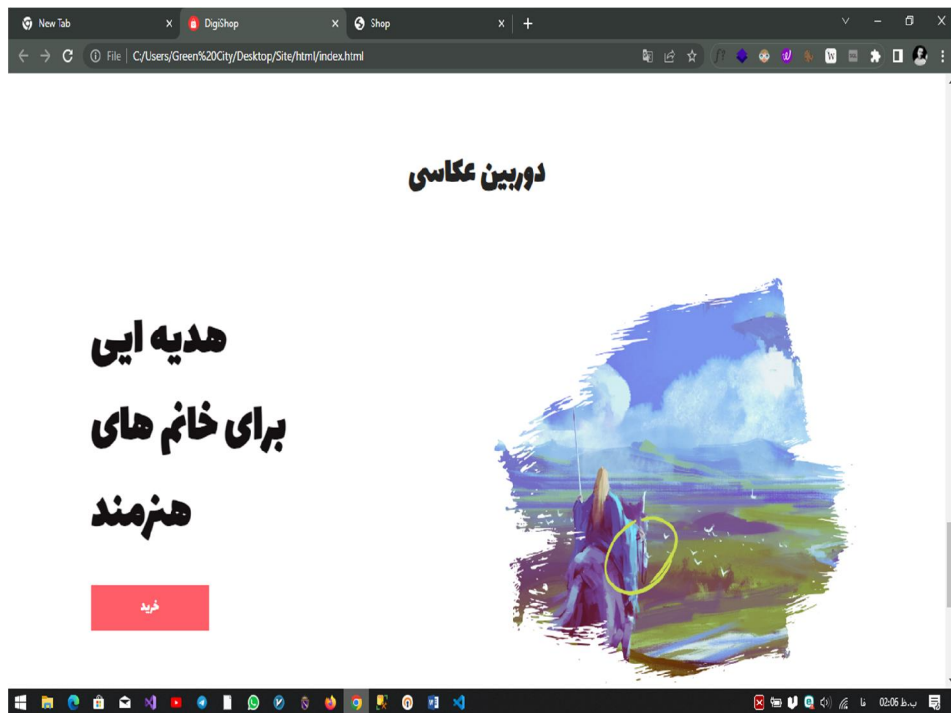 New Tab
DigiShop
Shop
File
C:/Users/Green%20City/Desktop/Site/html/index.html
دوربین عکاسی
هدیه ایی
برای خانم های
هنرمند
خرید
فا
02:06 ب.ظ